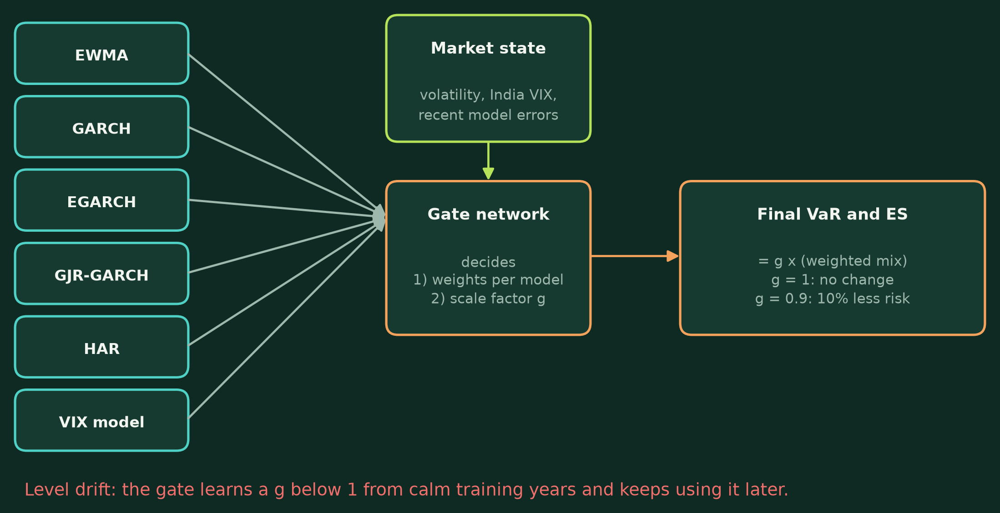 EWMA
GARCH
EGARCH
GJR-GARCH
HAR
VIX model
Market state
volatility, India VIX,
recent model errors
Gate network
decides
1) weights per model
2) scale factor g
Final VaR and ES
= g x (weighted mix)
g = 1: no change
g = 0.9: 10% less risk
Level drift: the gate learns a g below 1 from calm training years and keeps using it later.